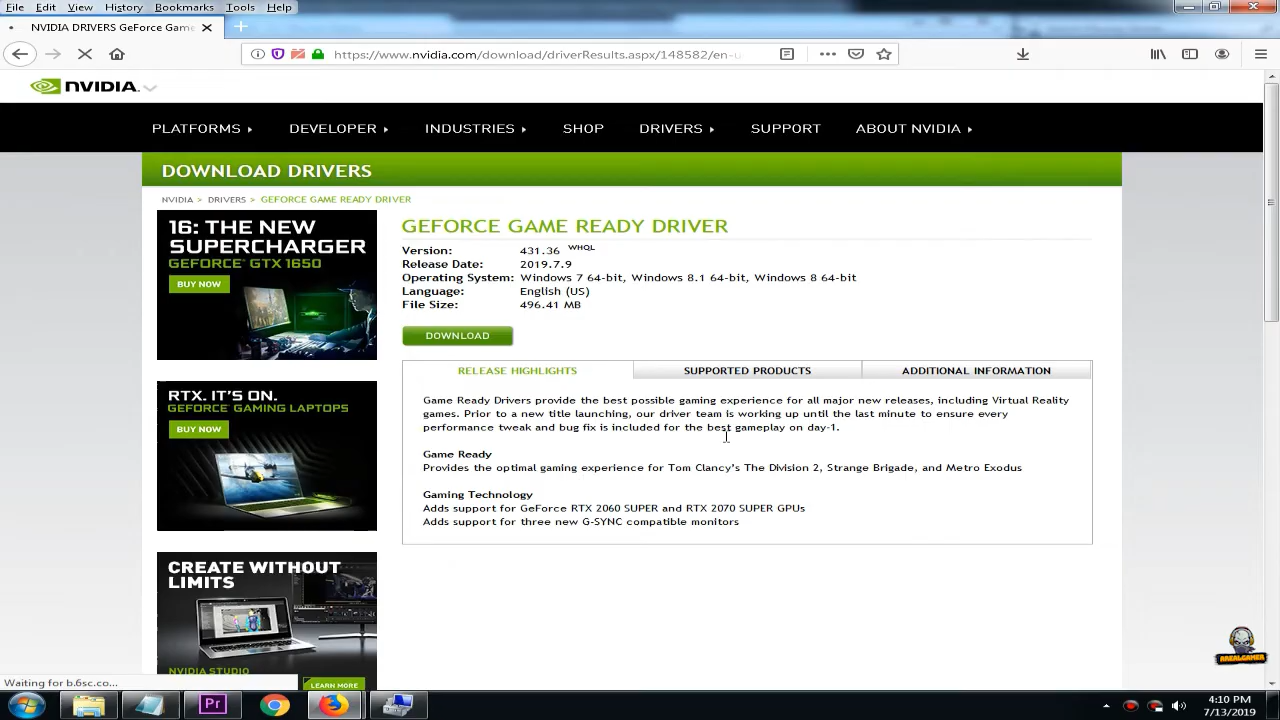 File Edit View History Bookmarks Tools Help
NVIDIA DRIVERS GeForce Game
https://www.nvidia.com/download/driverResults.aspx/148582/en-u
NVIDIA.
PLATFORMS DEVELOPER INDUSTRIES SHOP DRIVERS SUPPORT ABOUT NVIDIA
DOWNLOAD DRIVERS
NVIDIA > DRIVERS > GEFORCE GAME READY DRIVER
16: THE NEW
SUPERCHARGER
GEFORCE® GTX 1650
BUY NOW
RTX. IT'S ON.
GEFORCE GAMING LAPTOPS
BUY NOW
CREATE WITHOUT
LIMITS
NVIDIA STUDIO
LEARN MORE
GEFORCE GAME READY DRIVER
Version: 431.36 WHQL
Release Date: 2019.7.9
Operating System: Windows 7 64-bit, Windows 8.1 64-bit, Windows 8 64-bit
Language: English (US)
File Size: 496.41 MB
DOWNLOAD
RELEASE HIGHLIGHTS SUPPORTED PRODUCTS ADDITIONAL INFORMATION
Game Ready Drivers provide the best possible gaming experience for all major new releases, including Virtual Reality
games. Prior to a new title launching, our driver team is working up until the last minute to ensure every
performance tweak and bug fix is included for the best gameplay on day-1.
Game Ready
Provides the optimal gaming experience for Tom Clancy's The Division 2, Strange Brigade, and Metro Exodus
Gaming Technology
Adds support for GeForce RTX 2060 SUPER and RTX 2070 SUPER GPUs
Adds support for three new G-SYNC compatible monitors
Waiting for b.6sc.co...
Pr
4:10 PM
7/13/2019